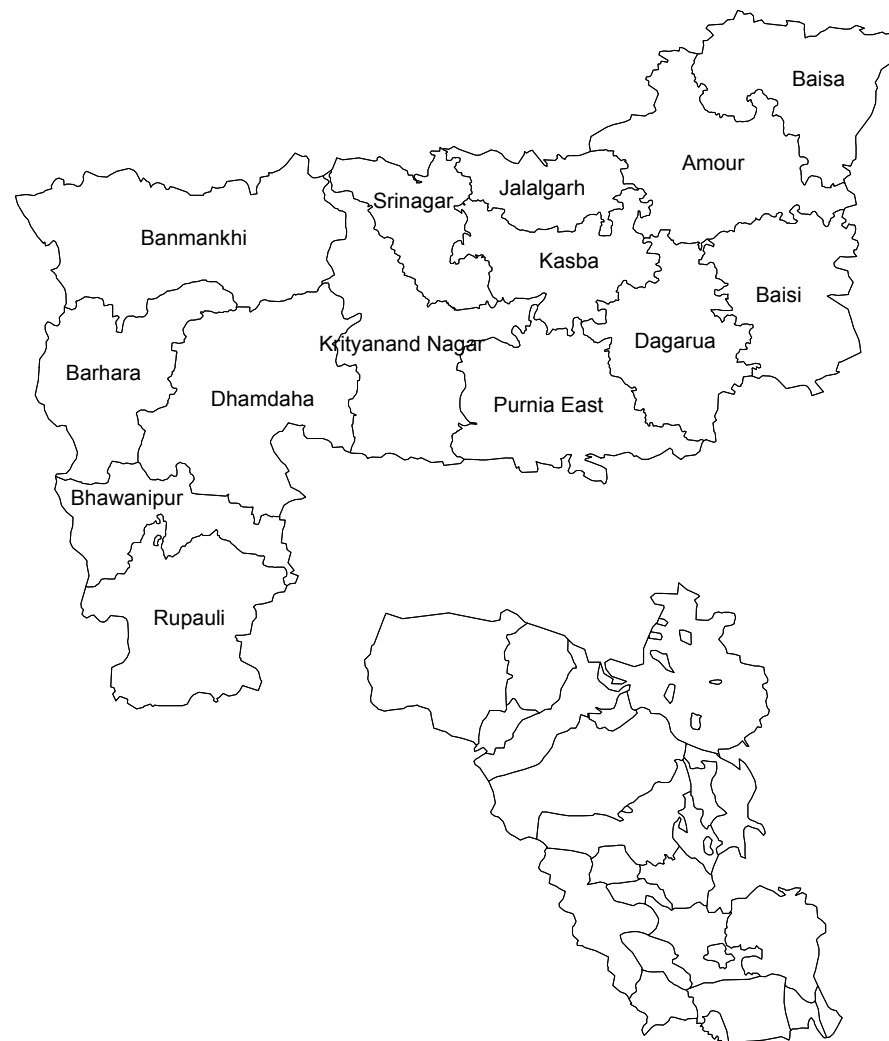 Baisa
Amour
Jalalgarh
Srinagar
Banmankhi
Kasba
Baisi
Krityanand Nagar
Dagarua
Barhara
Dhamdaha
Purnia East
Bhawanipur
Rupauli